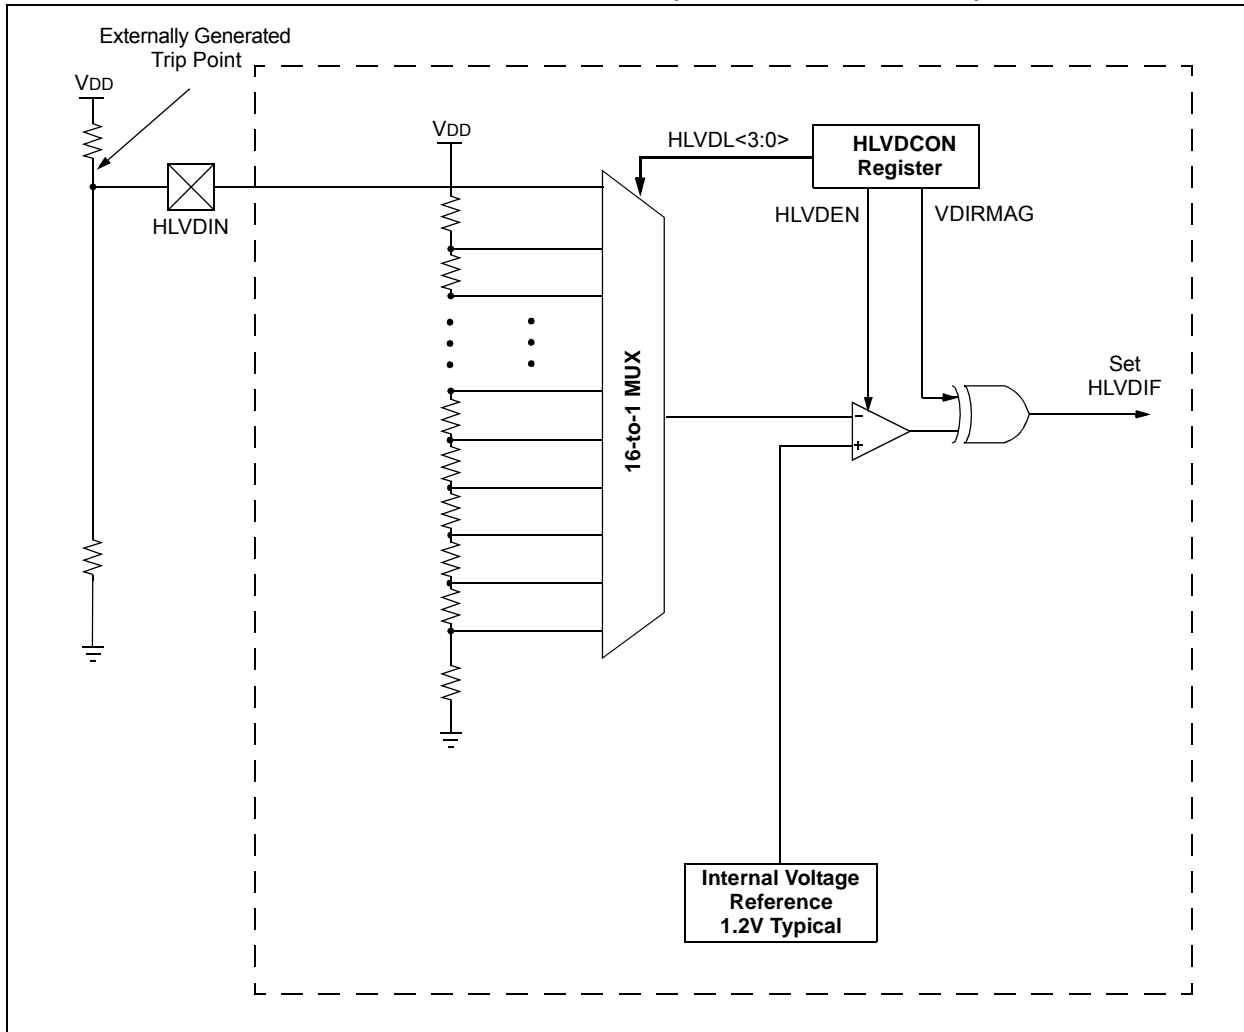 Externally Generated
Trip Point
VDD
VDD
HLVDIN
HLVDL<3:0>
HLVDCON
Register
HLVDEN
VDIRMAG
16-to-1 MUX
–
+
Set
HLVDIF
Internal Voltage
Reference
1.2V Typical